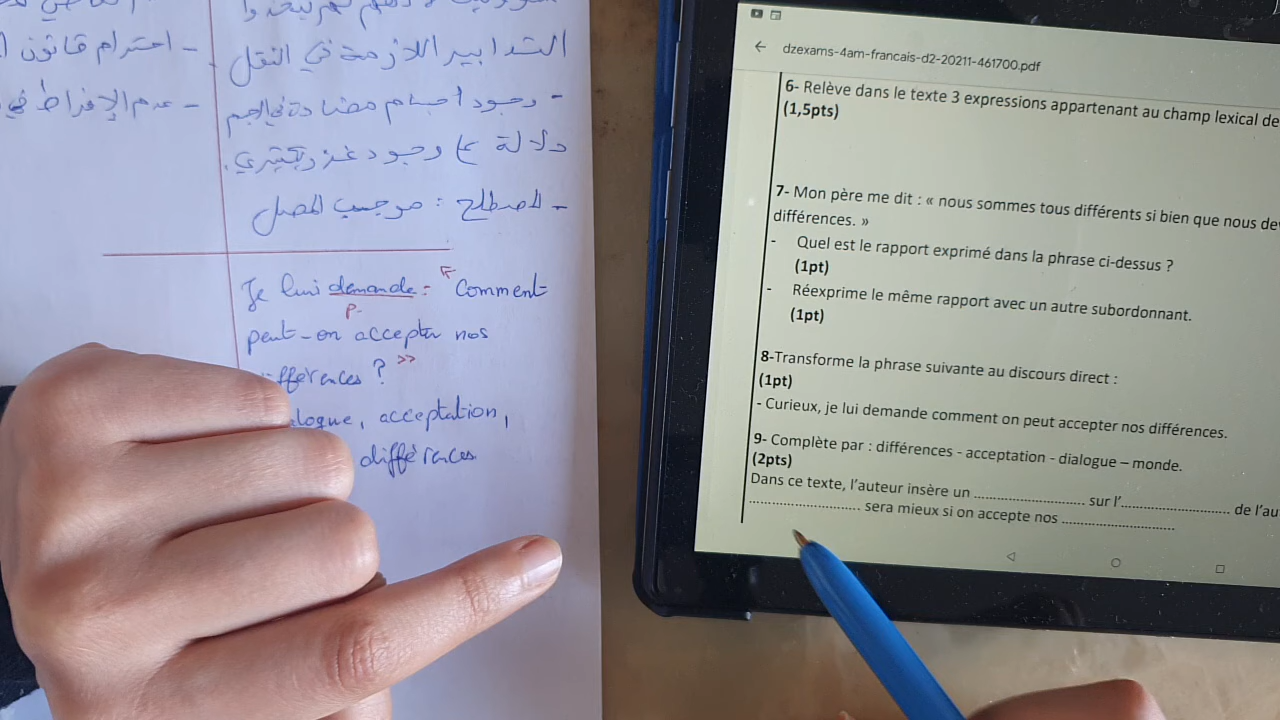 التدابير اللازمة في النقل
- وجود أجسام مضادة في الجسم
دلالة على وجود غزو بكتيري.
- المصطلح : موجب المصل
- احترام قانون
- عدم الإفراط في
Je lui demande : « Comment
P.
peut-on accepter nos
différences ? »
alogue, acceptation,
différences
dzexams-4am-francais-d2-20211-461700.pdf
6- Relève dans le texte 3 expressions appartenant au champ lexical de
(1,5pts)
7- Mon père me dit : « nous sommes tous différents si bien que nous de
différences. »
- Quel est le rapport exprimé dans la phrase ci-dessus ?
(1pt)
- Réexprime le même rapport avec un autre subordonnant.
(1pt)
8-Transforme la phrase suivante au discours direct :
(1pt)
- Curieux, je lui demande comment on peut accepter nos différences.
9- Complète par : différences - acceptation - dialogue – monde.
(2pts)
Dans ce texte, l'auteur insère un ............................ sur l'............................ de l'au
............................ sera mieux si on accepte nos ............................